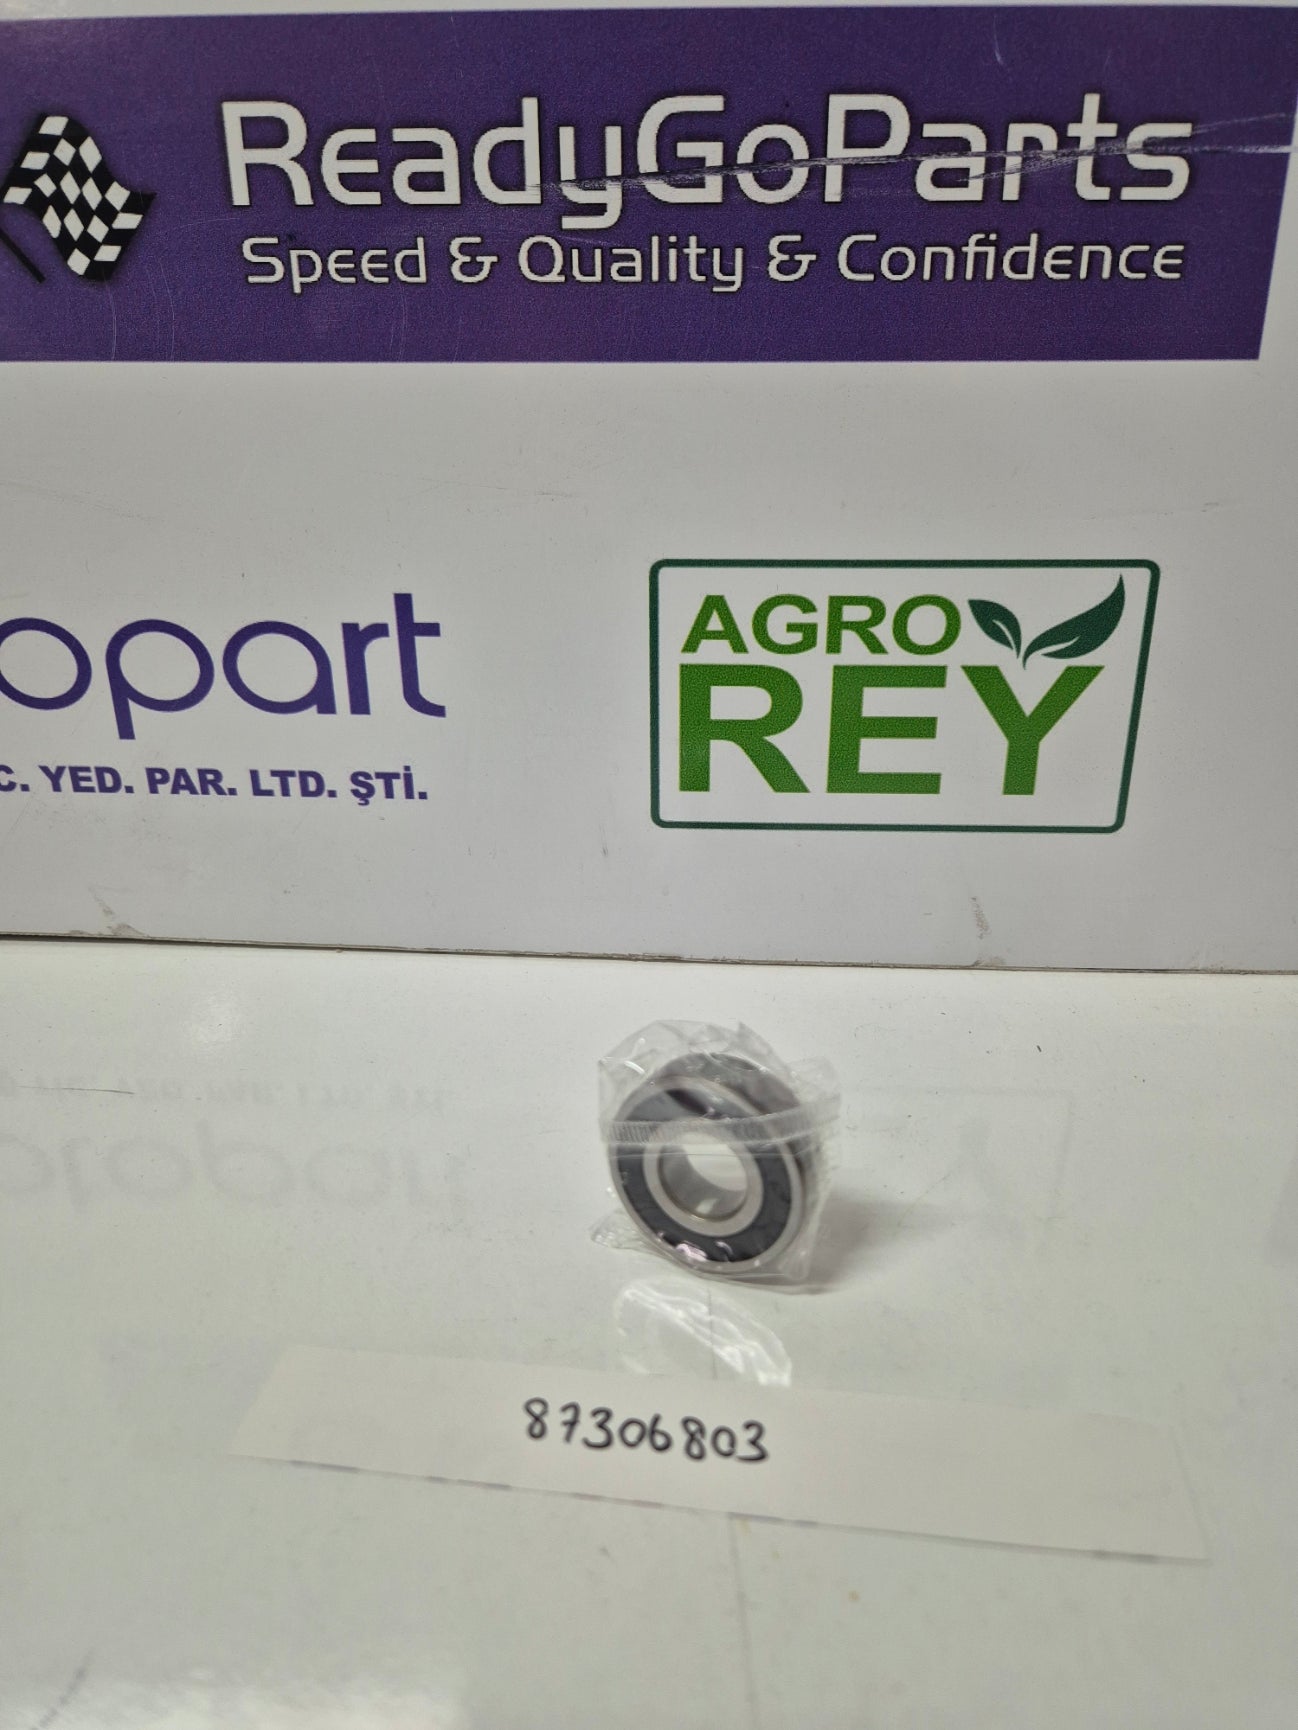 ReadyGoParts
Speed & Quality & Confidence
opart
C. YED. PAR. LTD. ŞTİ.
AGRO
REY
87306803